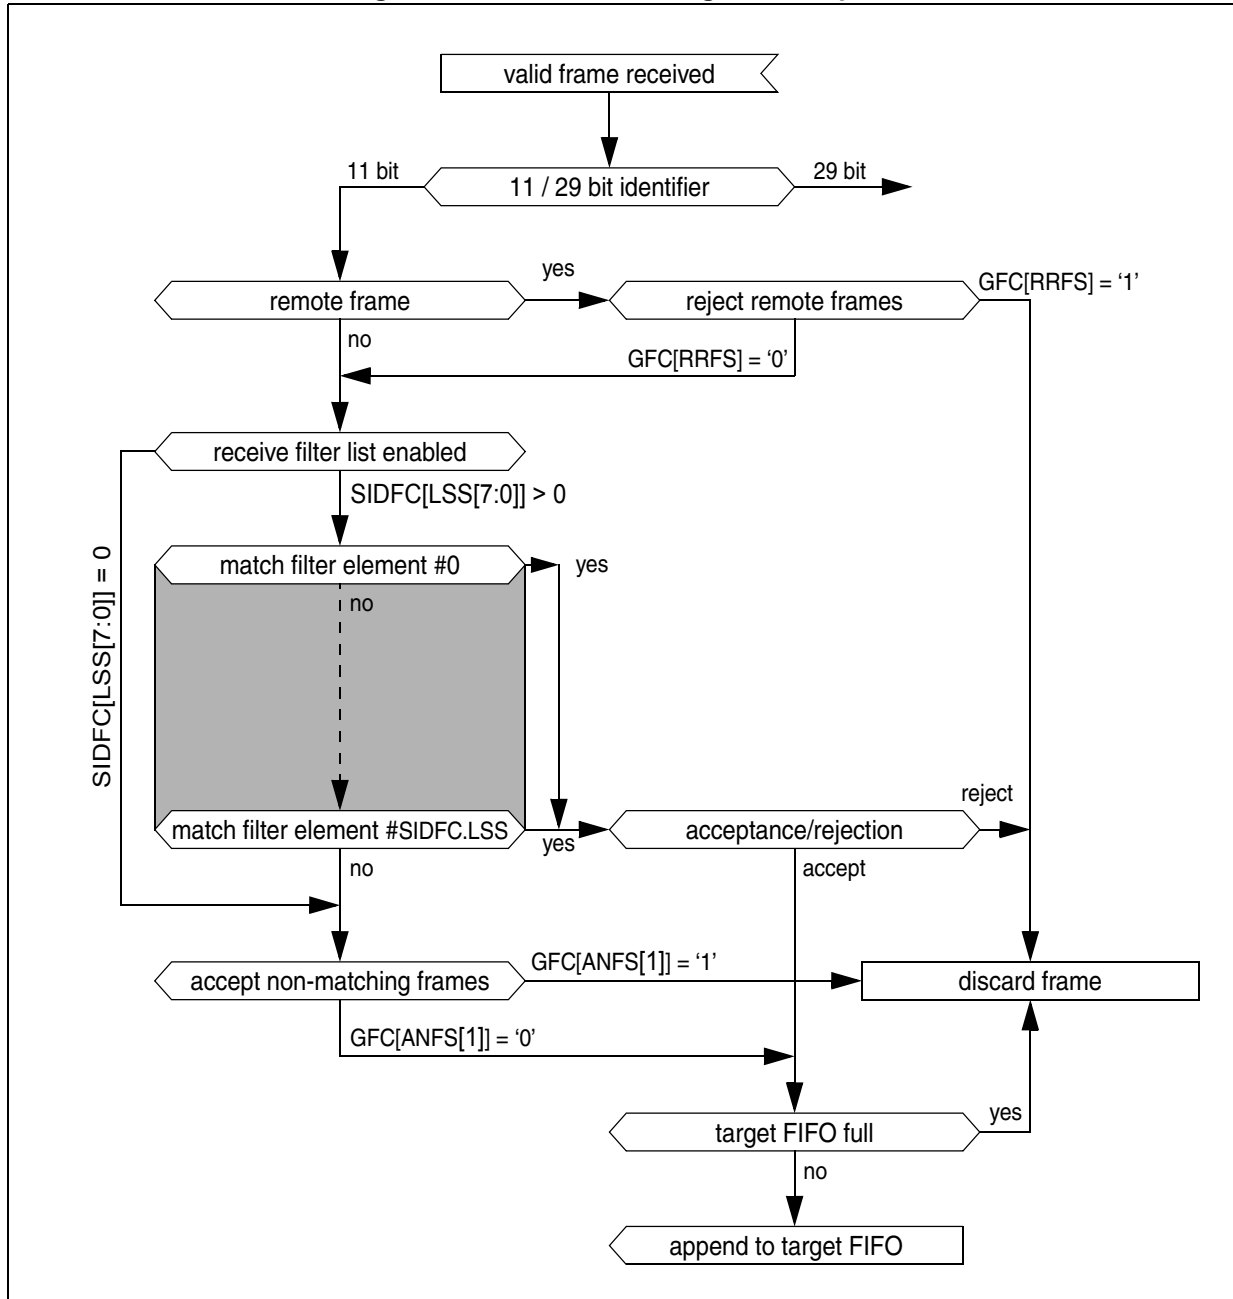 valid frame received
11 bit
11 / 29 bit identifier
29 bit
remote frame
yes
reject remote frames
GFC[RRFS] = ‘1’
no
GFC[RRFS] = ‘0’
receive filter list enabled
SIDFC[LSS[7:0]] > 0
SIDFC[LSS[7:0]] = 0
match filter element #0
yes
no
match filter element #SIDFC.LSS
yes
acceptance/rejection
reject
no
accept
accept non-matching frames
GFC[ANFS[1]] = ‘1’
discard frame
GFC[ANFS[1]] = ‘0’
target FIFO full
yes
no
append to target FIFO